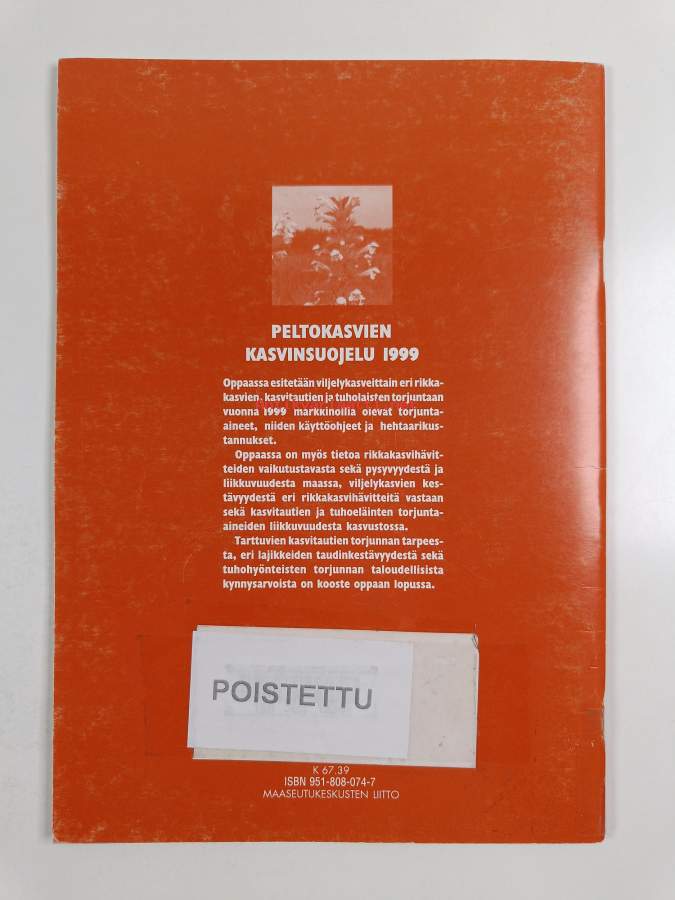 PELTOKASVIEN
KASVINSUOJELU 1999
Oppaassa esitetään viljelykasveittain eri rikka-
kasvien, kasvitautien ja tuholaisten torjuntaan
vuonna 1999 markkinoilla olevat torjunta-
aineet, niiden käyttöohjeet ja hehtaarikus-
tannukset.
Oppaassa on myös tietoa rikkakasvihävit-
teiden vaikutustavasta sekä pysyvyydestä ja
liikkuvuudesta maassa, viljelykasvien kes-
tävyydestä eri rikkakasvihävitteitä vastaan
sekä kasvitautien ja tuhoeläinten torjunta-
aineiden liikkuvuudesta kasvustossa.
Tarttuvien kasvitautien torjunnan tarpees-
ta, eri lajikkeiden taudinkestävyydestä sekä
tuhohyönteisten torjunnan taloudellisista
kynnysarvoista on kooste oppaan lopussa.
POISTETTU
K 67.39
ISBN 951-808-074-7
MAASEUTUKESKUSTEN LIITTO